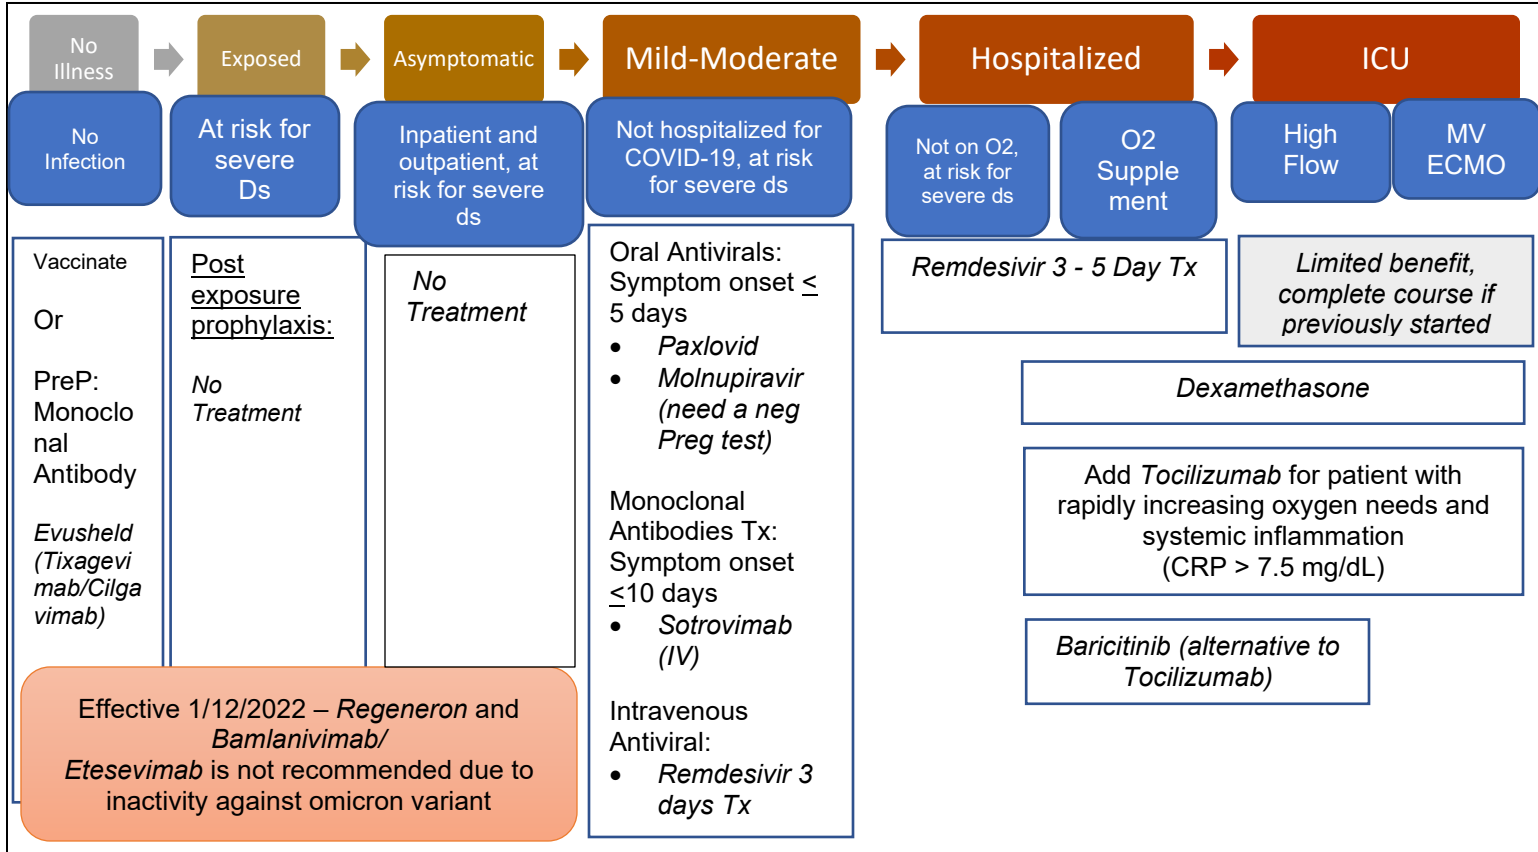 No
Illness
Exposed
Asymptomatic
Mild-Moderate
Hospitalized
ICU
No
Infection
At risk for
severe
Ds
Inpatient and
outpatient, at
risk for severe
ds
Not hospitalized for
COVID-19, at risk
for severe ds
Not on O2,
at risk for
severe ds
O2
Supple
ment
High
Flow
MV
ECMO
Vaccinate
Or
PreP:
Monoclo
nal
Antibody
Evusheld
(Tixagevi
mab/Cilga
vimab)
Post
exposure
prophylaxis:
No
Treatment
No
Treatment
Oral Antivirals:
Symptom onset <
5 days
• Paxlovid
• Molnupiravir
(need a neg
Preg test)
Monoclonal
Antibodies Tx:
Symptom onset
<10 days
• Sotrovimab
(IV)
Intravenous
Antiviral:
• Remdesivir 3
days Tx
Remdesivir 3 - 5 Day Tx
Limited benefit,
complete course if
previously started
Dexamethasone
Add Tocilizumab for patient with
rapidly increasing oxygen needs and
systemic inflammation
(CRP > 7.5 mg/dL)
Baricitinib (alternative to
Tocilizumab)
Effective 1/12/2022 – Regeneron and
Bamlanivimab/
Etesevimab is not recommended due to
inactivity against omicron variant